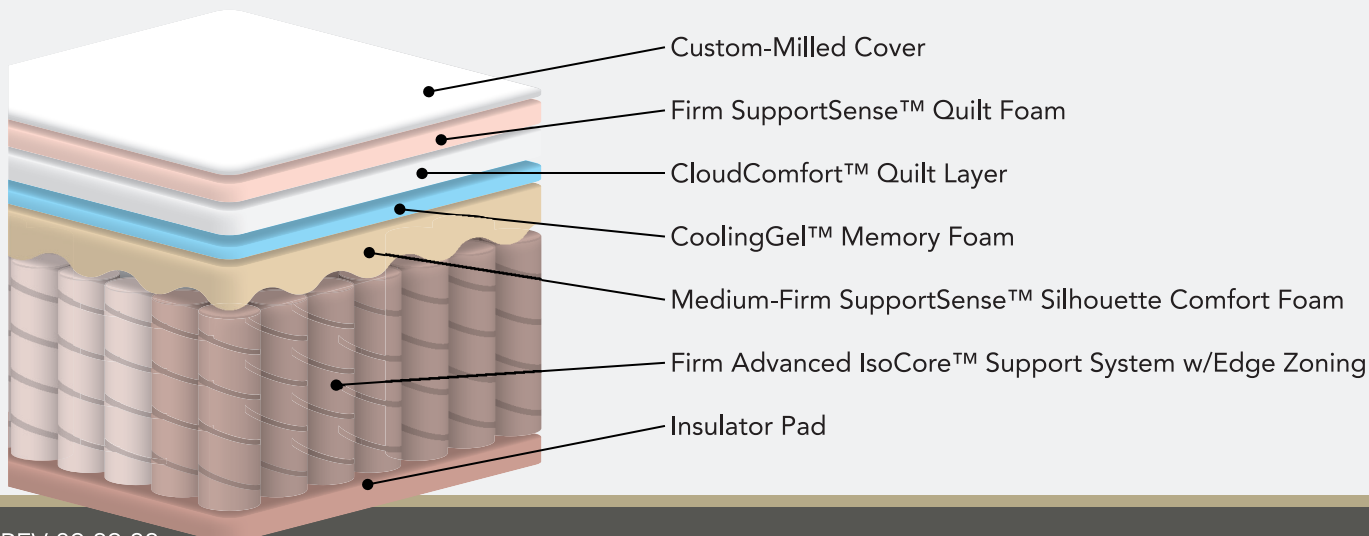 Custom-Milled Cover
Firm SupportSense™ Quilt Foam
CloudComfort™ Quilt Layer
CoolingGel™ Memory Foam
Medium-Firm SupportSense™ Silhouette Comfort Foam
Firm Advanced IsoCore™ Support System w/Edge Zoning
Insulator Pad